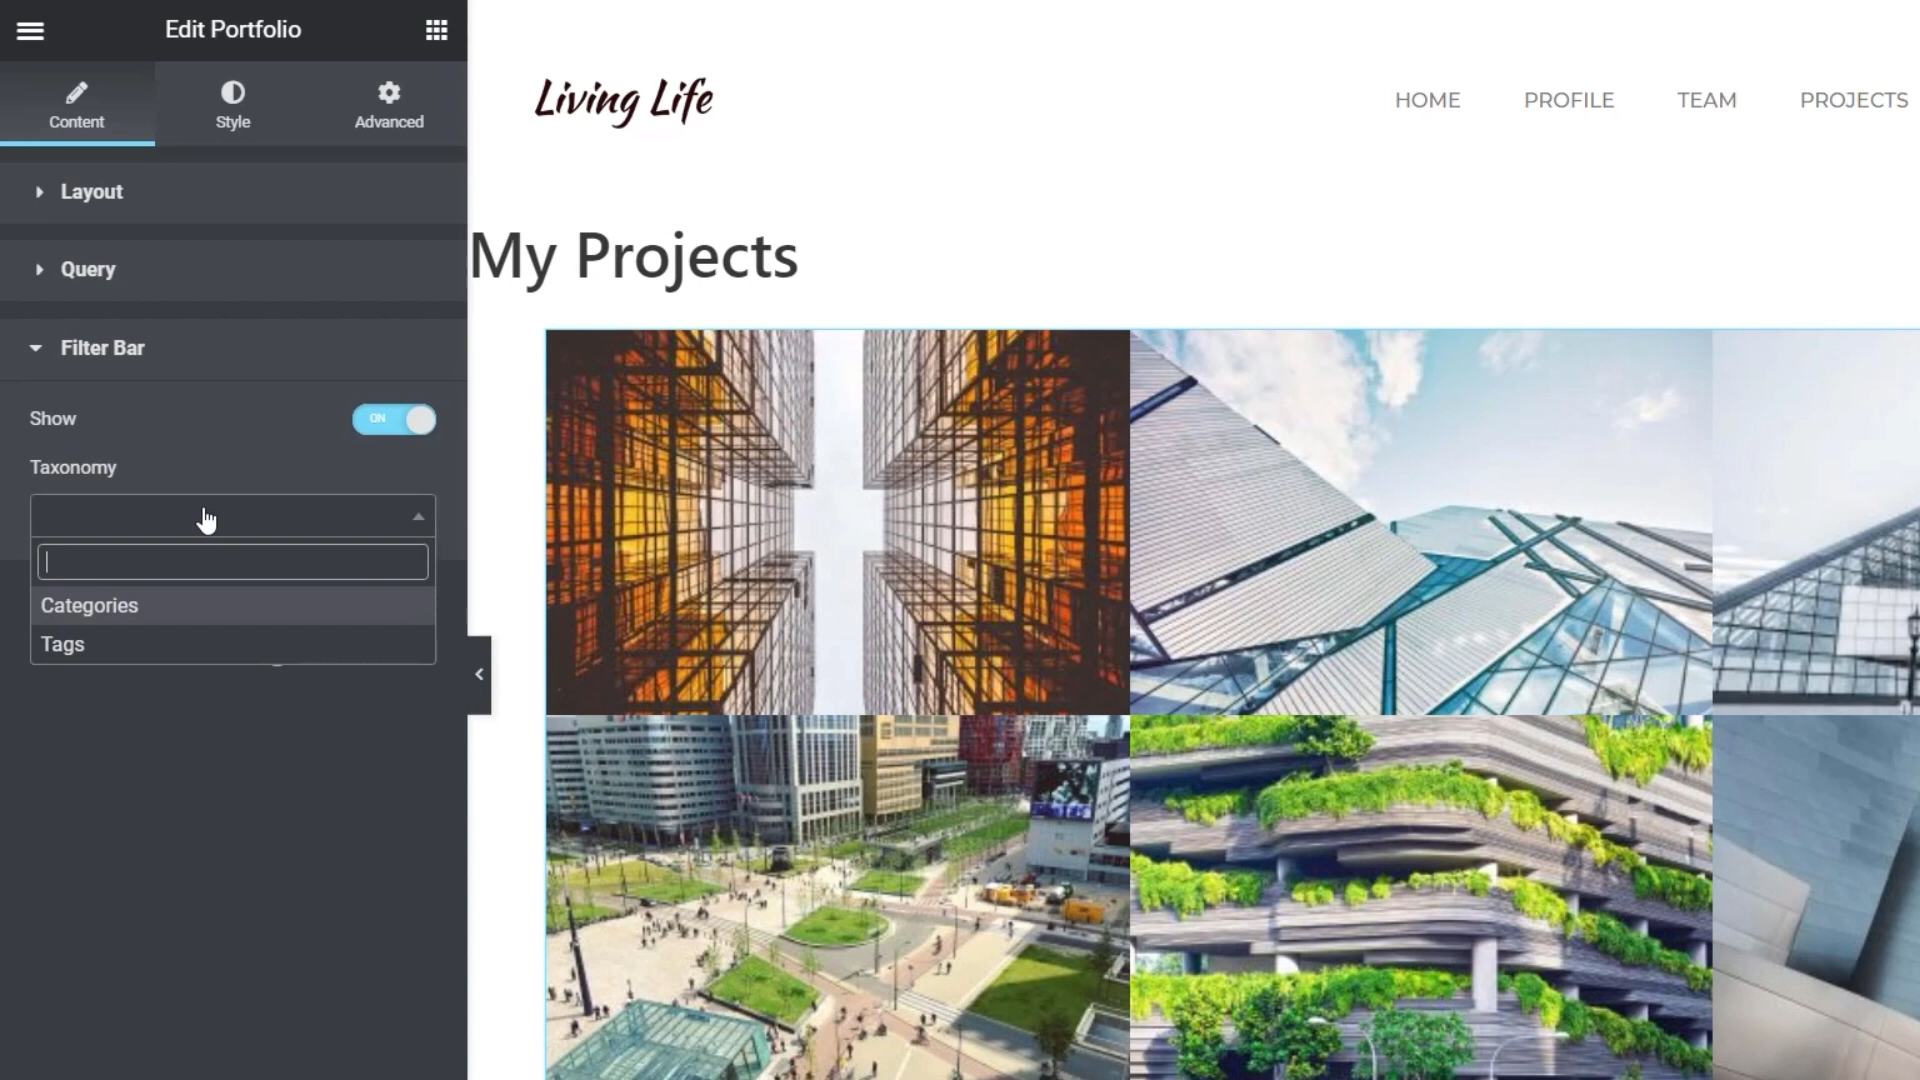 Edit Portfolio
Content
Style
Advanced
Layout
Query
Filter Bar
Show
ON
Taxonomy
Categories
Tags
Living Life
HOME
PROFILE
TEAM
PROJECTS
My Projects